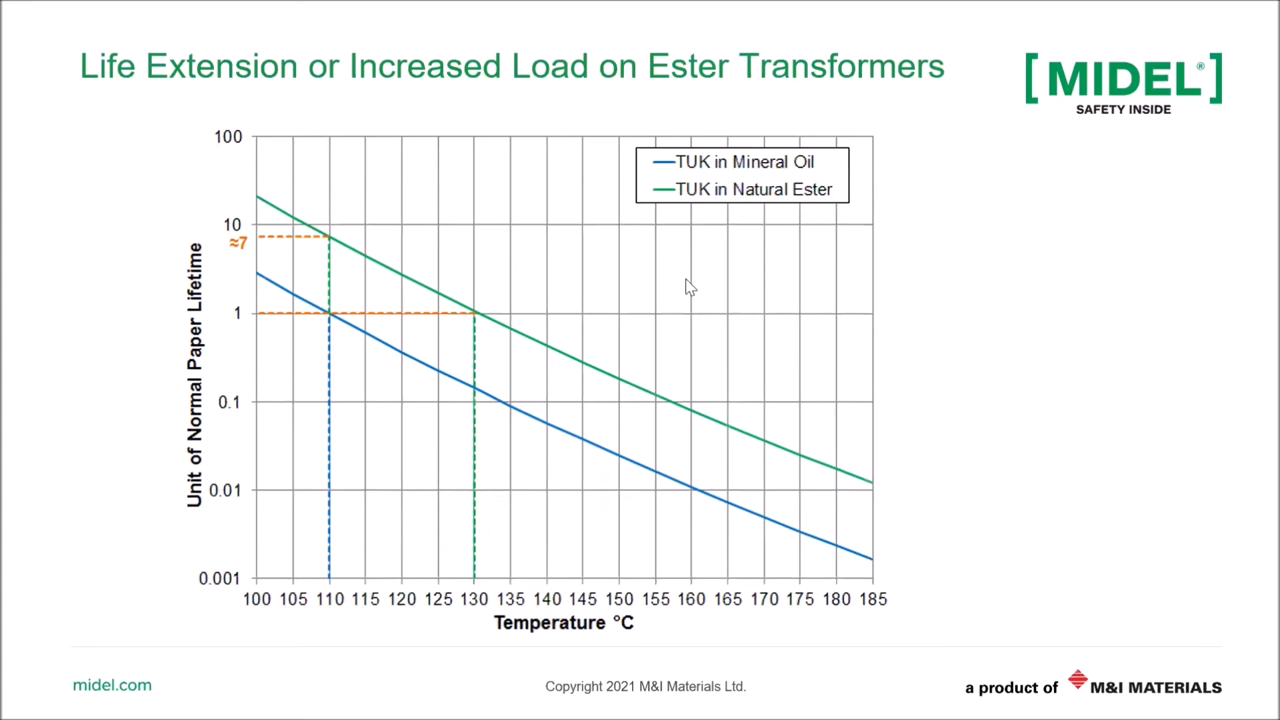 Life Extension or Increased Load on Ester Transformers
[MIDEL®]
SAFETY INSIDE
TUK in Mineral Oil
TUK in Natural Ester
100
10
≈7
1
0.1
0.01
0.001
Unit of Normal Paper Lifetime
100 105 110 115 120 125 130 135 140 145 150 155 160 165 170 175 180 185
Temperature °C
midel.com
Copyright 2021 M&I Materials Ltd.
a product of M&I MATERIALS